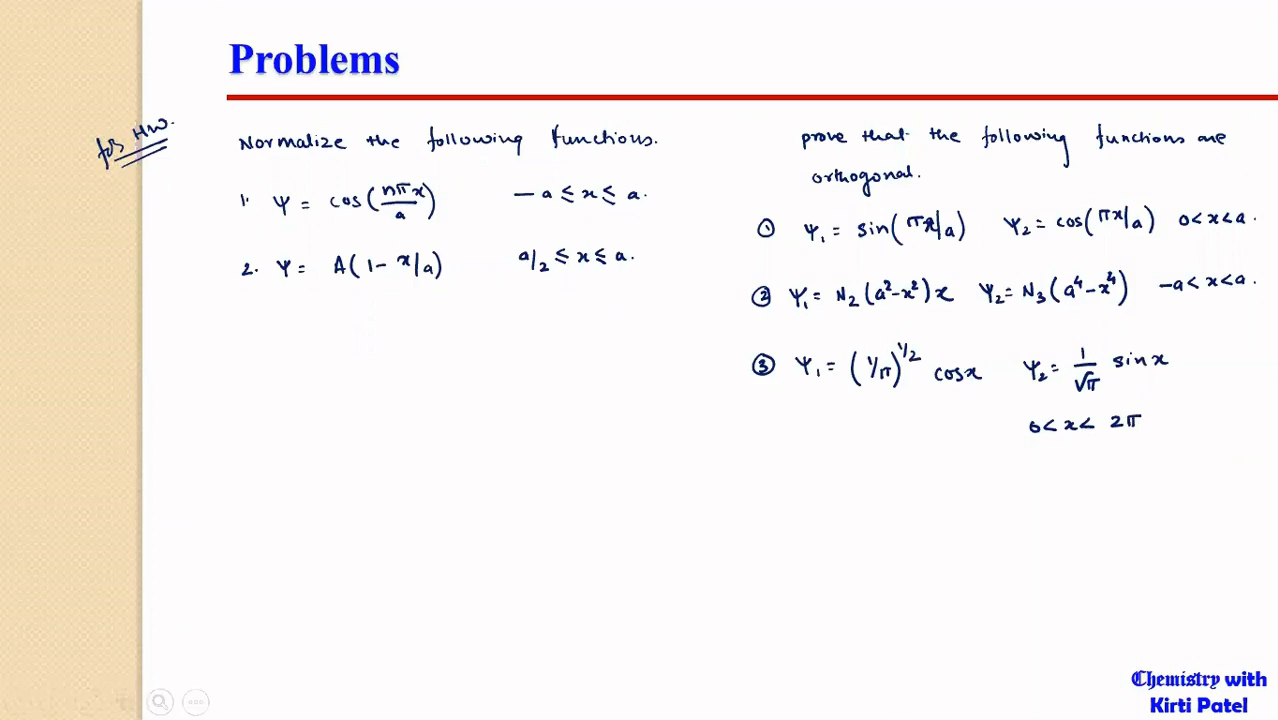 Problems
for HW.
Normalize the following functions.
1. Ψ = cos(nπx/a) -a ≤ x ≤ a.
2. Ψ = A(1 - x/a) a/2 ≤ x ≤ a.
prove that the following functions are
orthogonal.
① Ψ₁ = sin(πx/a) Ψ₂ = cos(πx/a) 0<x<a.
② Ψ₁ = N₂(a²-x²)x Ψ₂ = N₃(a⁴-x⁴) -a<x<a.
③ Ψ₁ = (1/π)^1/2 cosx Ψ₂ = 1/√π sinx
0<x< 2π
Chemistry with
Kirti Patel